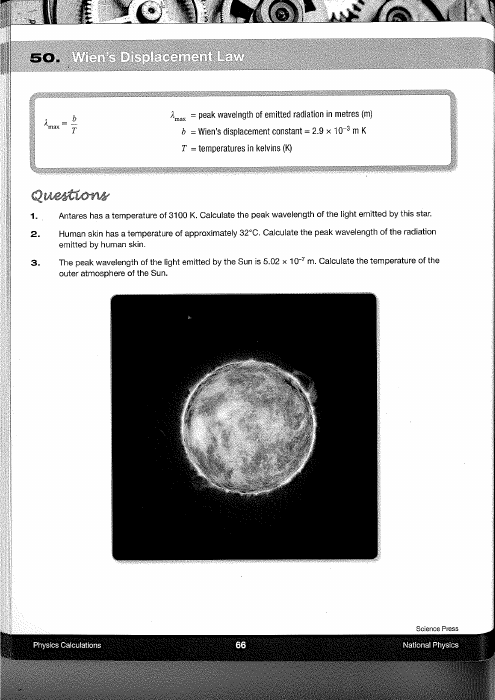 50. Wien's Displacement Law
λmax = b/T
λmax = peak wavelngth of emitted radiation in metres (m)
b = Wien's displacement constant = 2.9 × 10⁻³ m K
T = temperatures in kelvins (K)
Questions
1. Antares has a temperature of 3100 K. Calculate the peak wavelength of the light emitted by this star.
2. Human skin has a temperature of approximately 32°C. Calculate the peak wavelength of the radiation
emitted by human skin.
3. The peak wavelength of the light emitted by the Sun is 5.02 × 10⁻⁷ m. Calculate the temperature of the
outer atmosphere of the Sun.
Science Press
Physics Calculations 66 National Physics